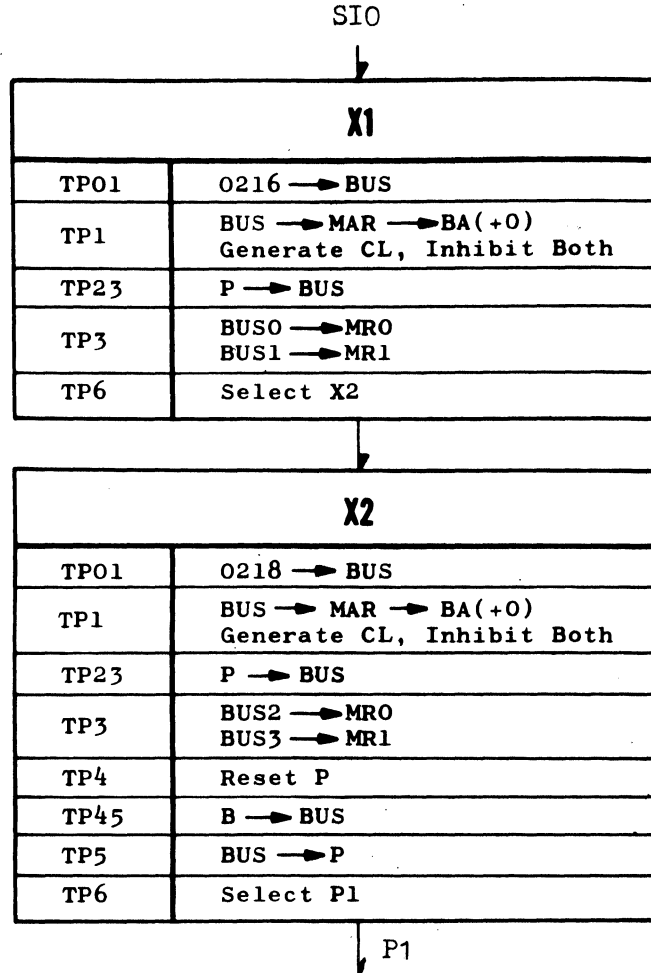 SIO
X1
TP01 0216 → BUS
TP1 BUS → MAR → BA(+0)
Generate CL, Inhibit Both
TP23 P → BUS
TP3 BUS0 → MR0
BUS1 → MR1
TP6 Select X2
X2
TP01 0218 → BUS
TP1 BUS → MAR → BA(+0)
Generate CL, Inhibit Both
TP23 P → BUS
TP3 BUS2 → MR0
BUS3 → MR1
TP4 Reset P
TP45 B → BUS
TP5 BUS → P
TP6 Select P1
P1